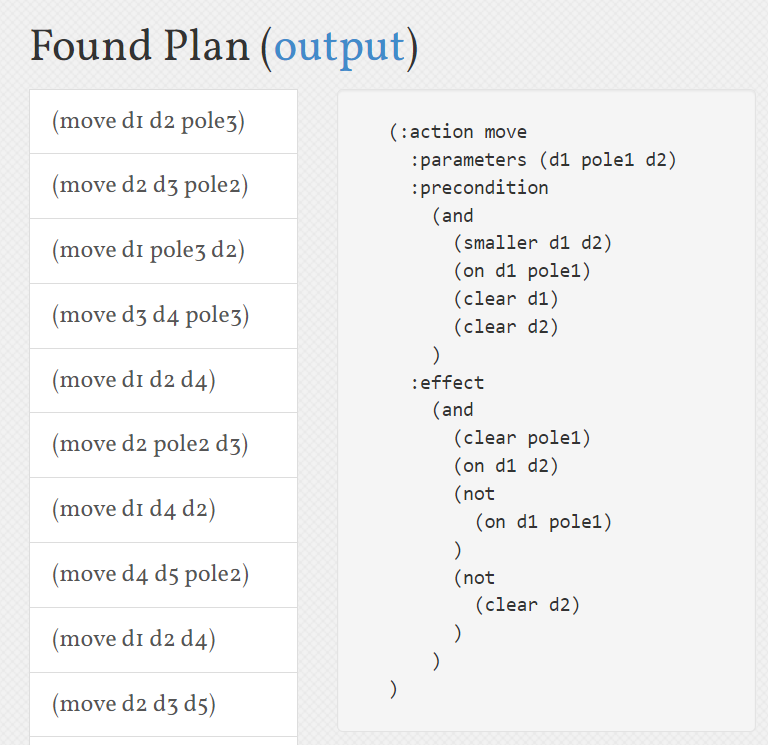 Found Plan (output)
(move d1 d2 pole3)
(move d2 d3 pole2)
(move d1 pole3 d2)
(move d3 d4 pole3)
(move d1 d2 d4)
(move d2 pole2 d3)
(move d1 d4 d2)
(move d4 d5 pole2)
(move d1 d2 d4)
(move d2 d3 d5)
(:action move
:parameters (d1 pole1 d2)
:precondition
(and
(smaller d1 d2)
(on d1 pole1)
(clear d1)
(clear d2)
)
:effect
(and
(clear pole1)
(on d1 d2)
(not
(on d1 pole1)
)
(not
(clear d2)
)
)
)